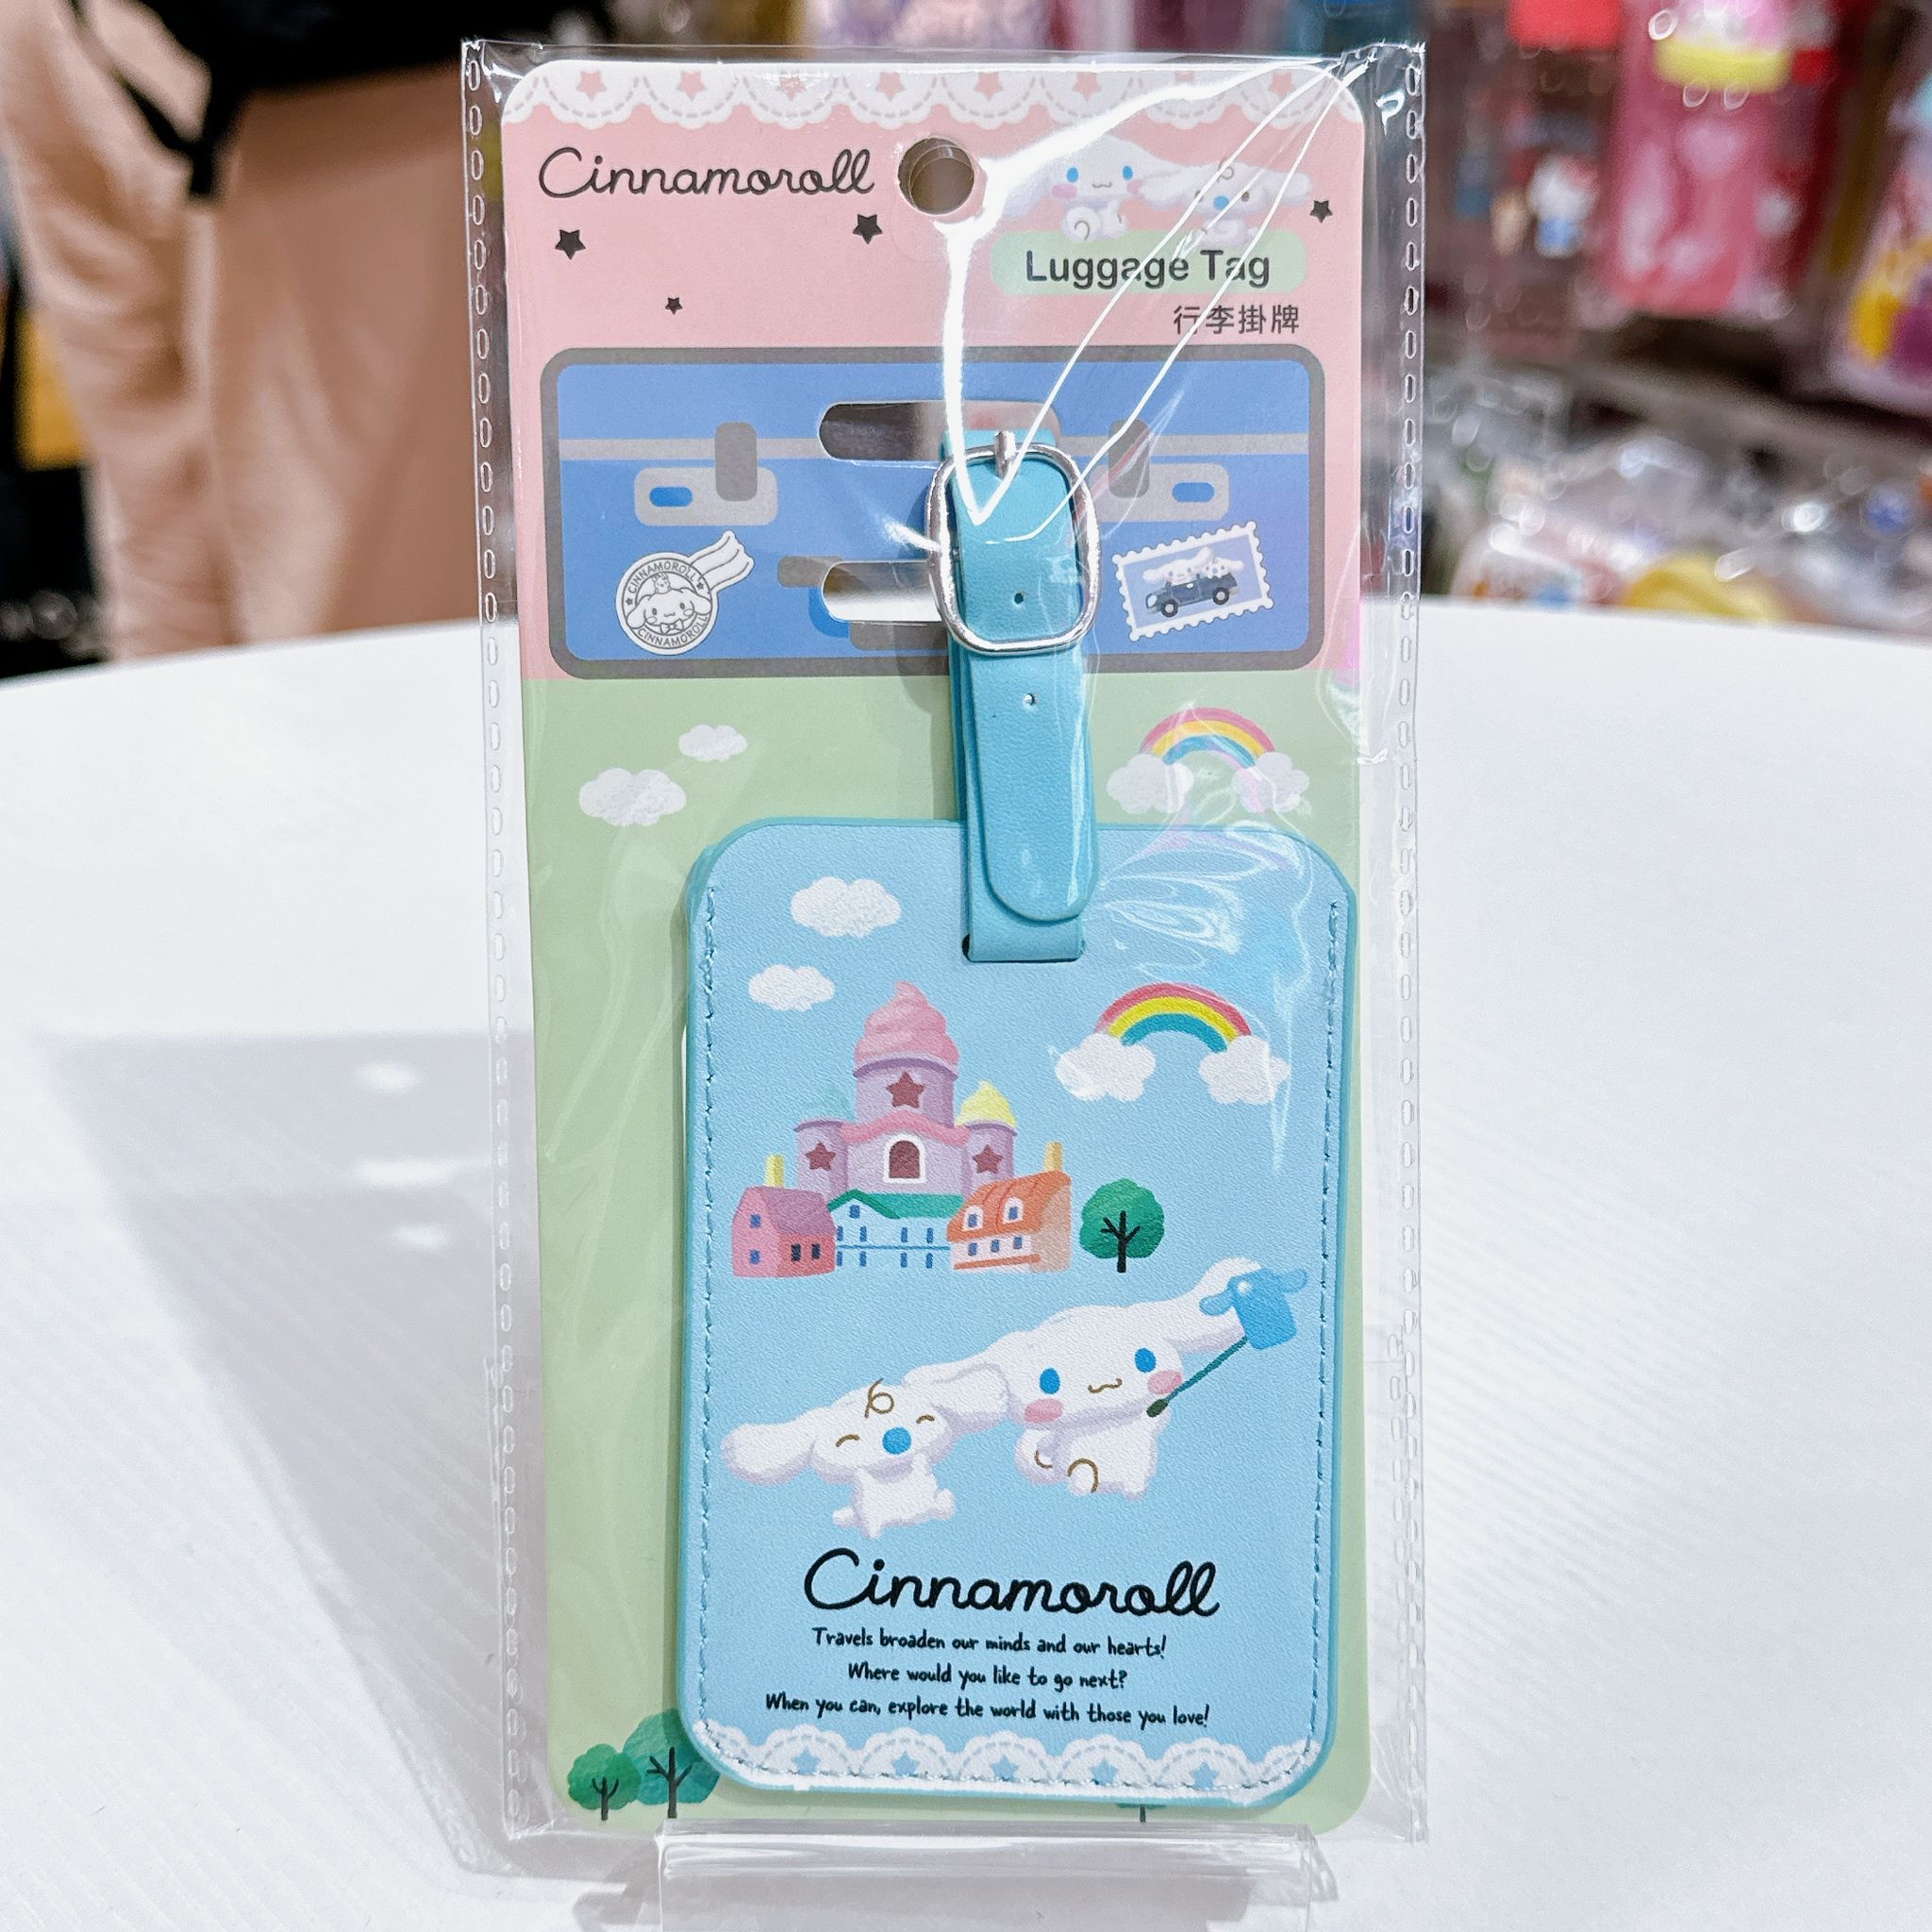 Cinnamoroll
Luggage Tag
行李掛牌
CINNAMOROLL
CINNAMOROLL
Cinnamoroll
Travels broaden our minds and our hearts!
Where would you like to go next?
When you can, explore the world with those you love!